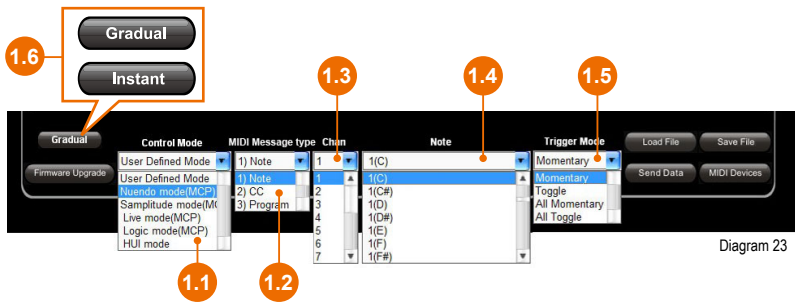 Gradual
Instant
1.6
1.3
1.4
1.5
Gradual
Control Mode
MIDI Message type
Chan
Note
Trigger Mode
Load File
Save File
User Defined Mode
1) Note
1
1(C)
Momentary
Firmware Upgrade
Send Data
MIDI Devices
User Defined Mode
Nuendo mode(MCP)
Samplitude mode(MC
Live mode(MCP)
Logic mode(MCP)
HUI mode
1) Note
2) CC
3) Program
1
2
3
4
5
6
7
1(C)
1(C#)
1(D)
1(D#)
1(E)
1(F)
1(F#)
Momentary
Toggle
All Momentary
All Toggle
1.1
1.2
Diagram 23